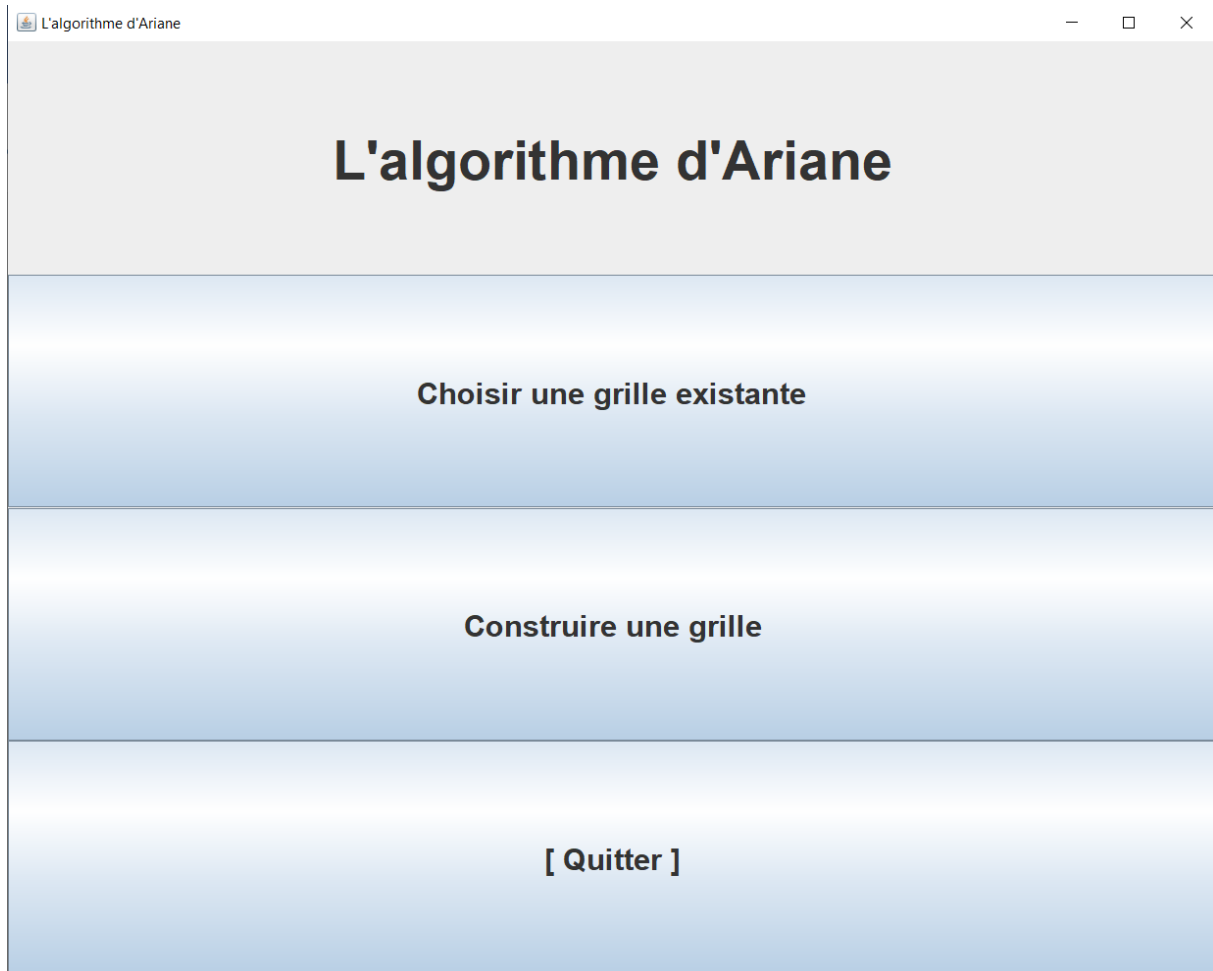 L'algorithme d'Ariane
L'algorithme d'Ariane
Choisir une grille existante
Construire une grille
[ Quitter ]